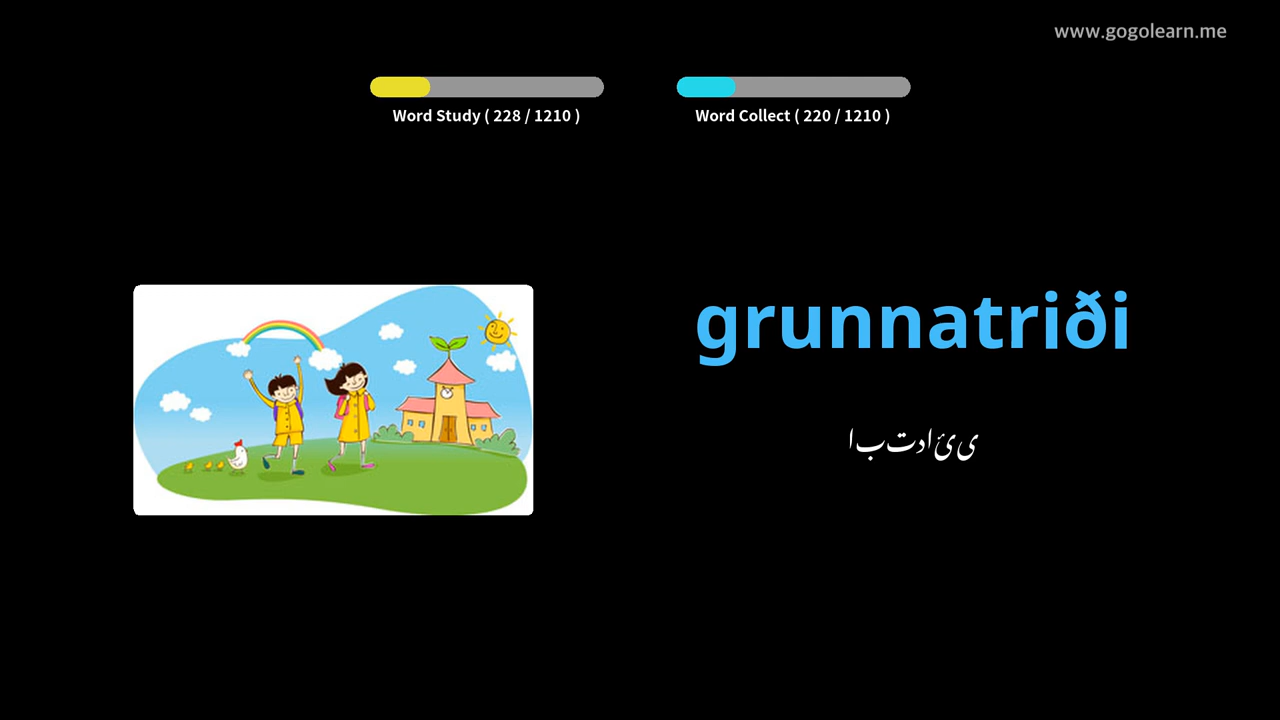 www.gogolearn.me
Word Study ( 228 / 1210 )
Word Collect ( 220 / 1210 )
grunnatriði
ابتدائی